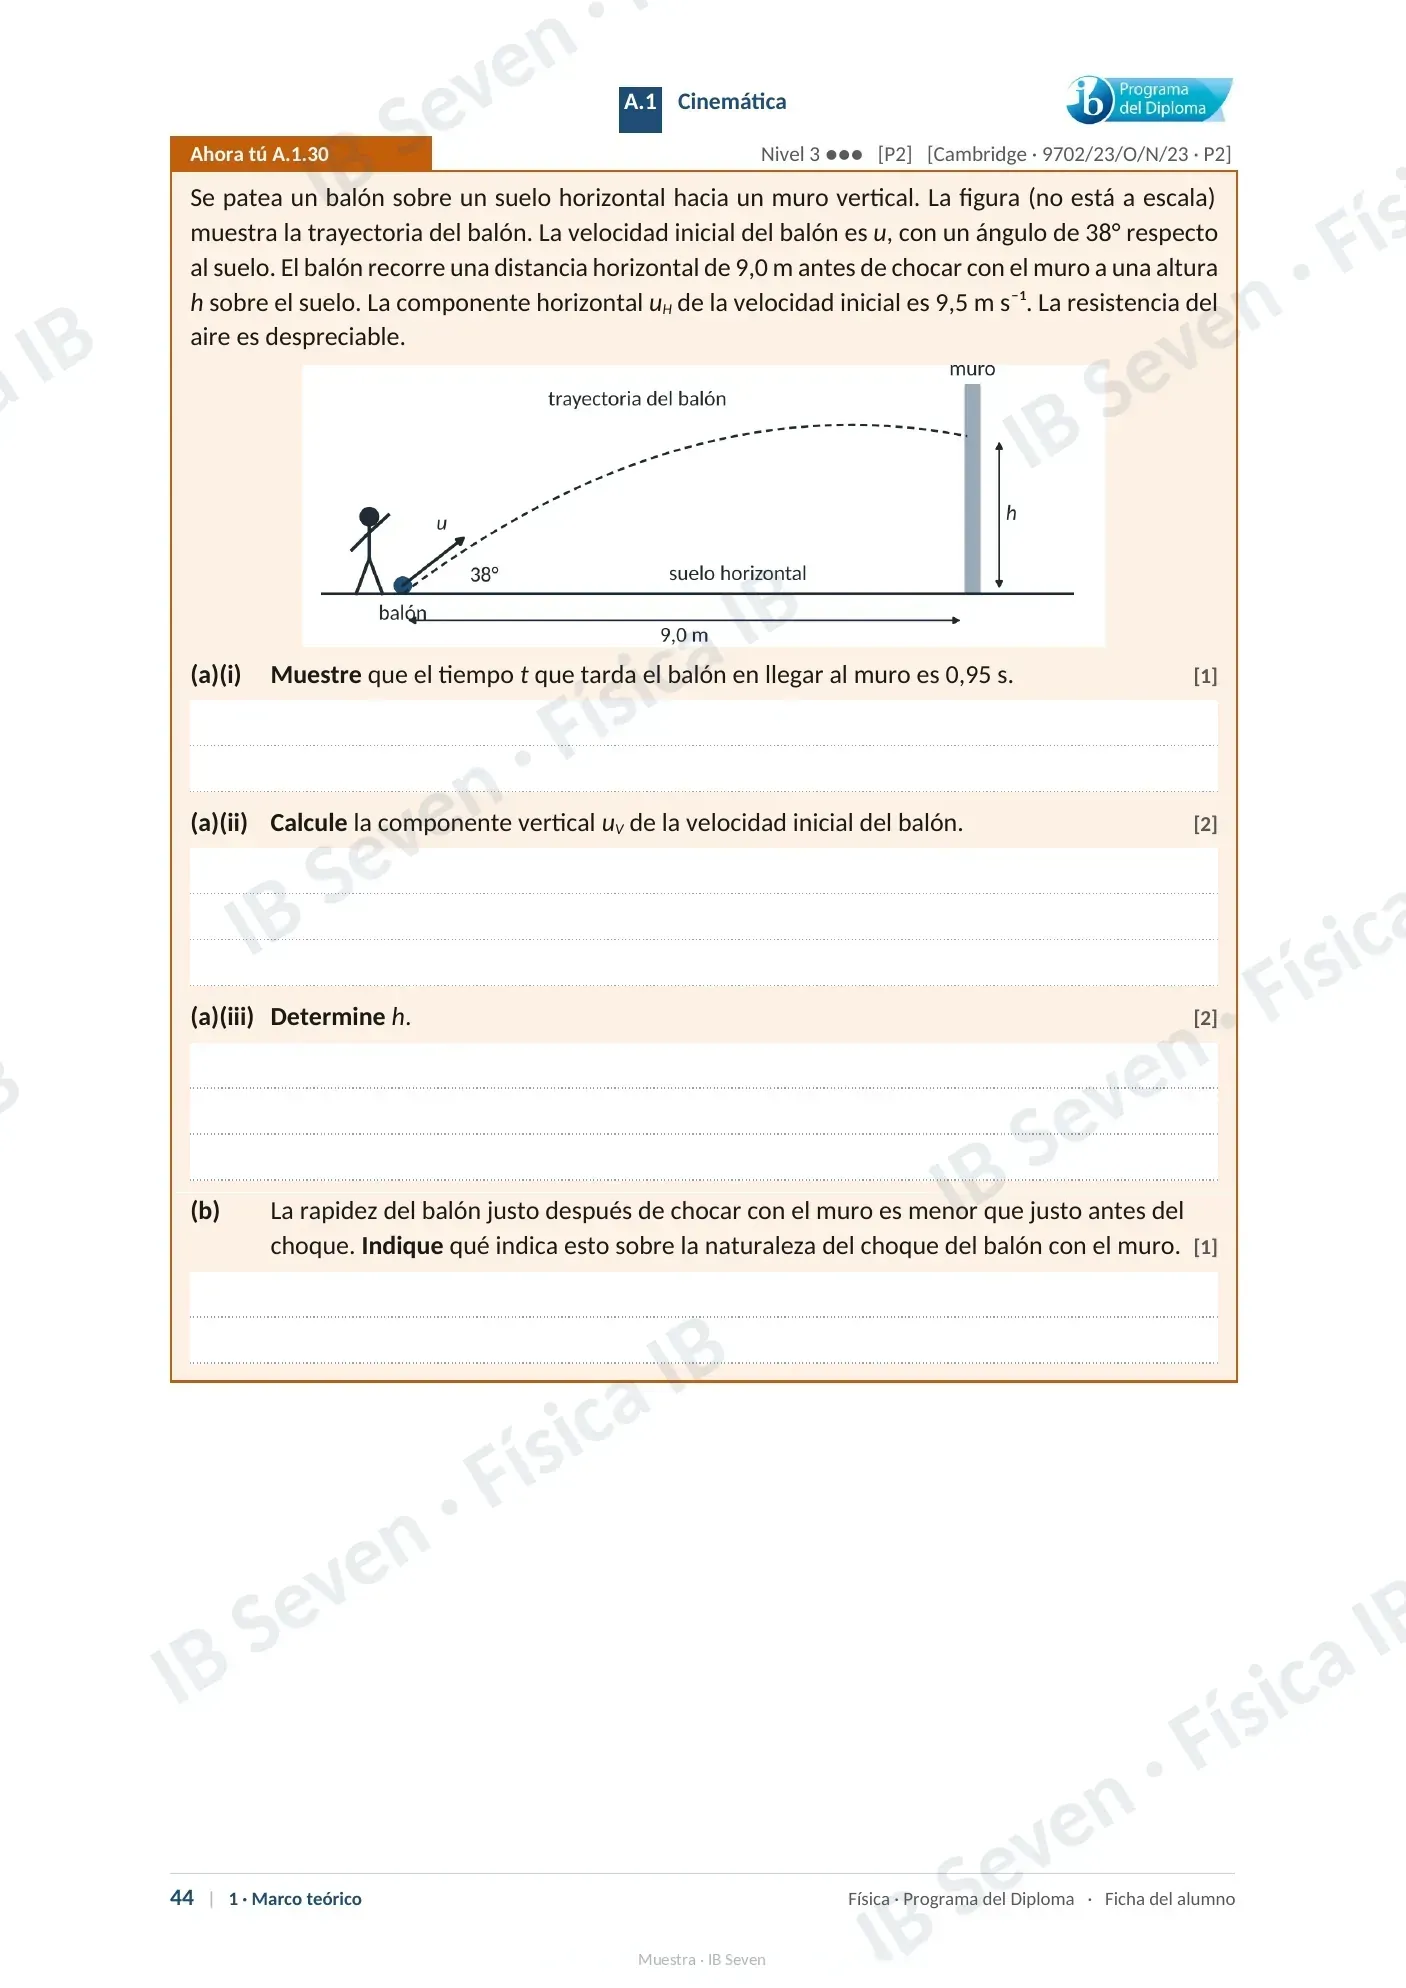 A.1 Cinemática
ib Programa
del Diploma
Ahora tú A.1.30 Nivel 3 ●●● [P2] [Cambridge · 9702/23/O/N/23 · P2]
Se patea un balón sobre un suelo horizontal hacia un muro vertical. La figura (no está a escala)
muestra la trayectoria del balón. La velocidad inicial del balón es u, con un ángulo de 38° respecto
al suelo. El balón recorre una distancia horizontal de 9,0 m antes de chocar con el muro a una altura
h sobre el suelo. La componente horizontal u_H de la velocidad inicial es 9,5 m s⁻¹. La resistencia del
aire es despreciable.
muro
trayectoria del balón
u
h
38°
suelo horizontal
balón
9,0 m
(a)(i) Muestre que el tiempo t que tarda el balón en llegar al muro es 0,95 s. [1]
(a)(ii) Calcule la componente vertical u_V de la velocidad inicial del balón. [2]
(a)(iii) Determine h. [2]
(b) La rapidez del balón justo después de chocar con el muro es menor que justo antes del
choque. Indique qué indica esto sobre la naturaleza del choque del balón con el muro. [1]
44 | 1 · Marco teórico Física · Programa del Diploma · Ficha del alumno
Muestra · IB Seven
IB Seven · Física IB